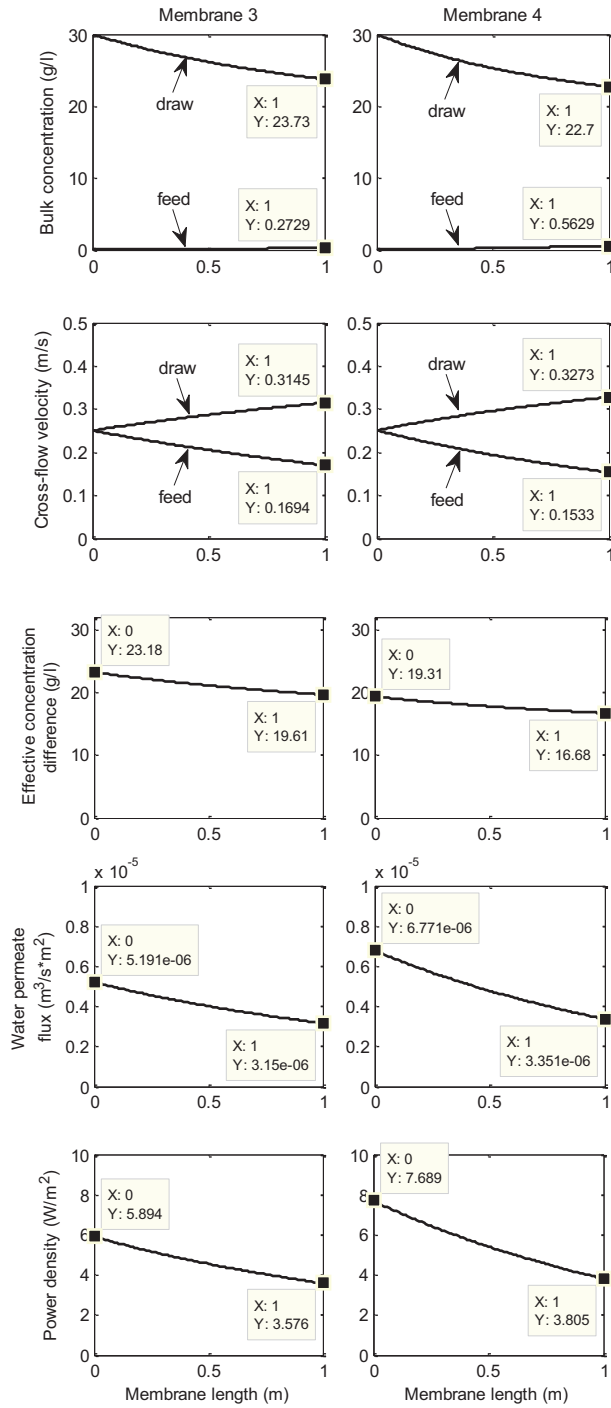 Membrane 3
Membrane 4
Bulk concentration (g/l)
30
20
10
0
draw
X: 1
Y: 23.73
feed
X: 1
Y: 0.2729
0
0.5
1
30
20
10
0
draw
X: 1
Y: 22.7
feed
X: 1
Y: 0.5629
0
0.5
1
Cross-flow velocity (m/s)
0.5
0.4
0.3
0.2
0.1
0
draw
X: 1
Y: 0.3145
feed
X: 1
Y: 0.1694
0
0.5
1
0.5
0.4
0.3
0.2
0.1
0
draw
X: 1
Y: 0.3273
feed
X: 1
Y: 0.1533
0
0.5
1
Effective concentration
difference (g/l)
30
20
10
0
X: 0
Y: 23.18
X: 1
Y: 19.61
0
0.5
1
30
20
10
0
X: 0
Y: 19.31
X: 1
Y: 16.68
0
0.5
1
Water permeate
flux (m³/s*m²)
x 10⁻⁵
1
0.8
0.6
0.4
0.2
0
X: 0
Y: 5.191e-06
X: 1
Y: 3.15e-06
0
0.5
1
x 10⁻⁵
1
0.8
0.6
0.4
0.2
0
X: 0
Y: 6.771e-06
X: 1
Y: 3.351e-06
0
0.5
1
Power density (W/m²)
10
8
6
4
2
0
X: 0
Y: 5.894
X: 1
Y: 3.576
0
0.5
1
Membrane length (m)
10
8
6
4
2
0
X: 0
Y: 7.689
X: 1
Y: 3.805
0
0.5
1
Membrane length (m)